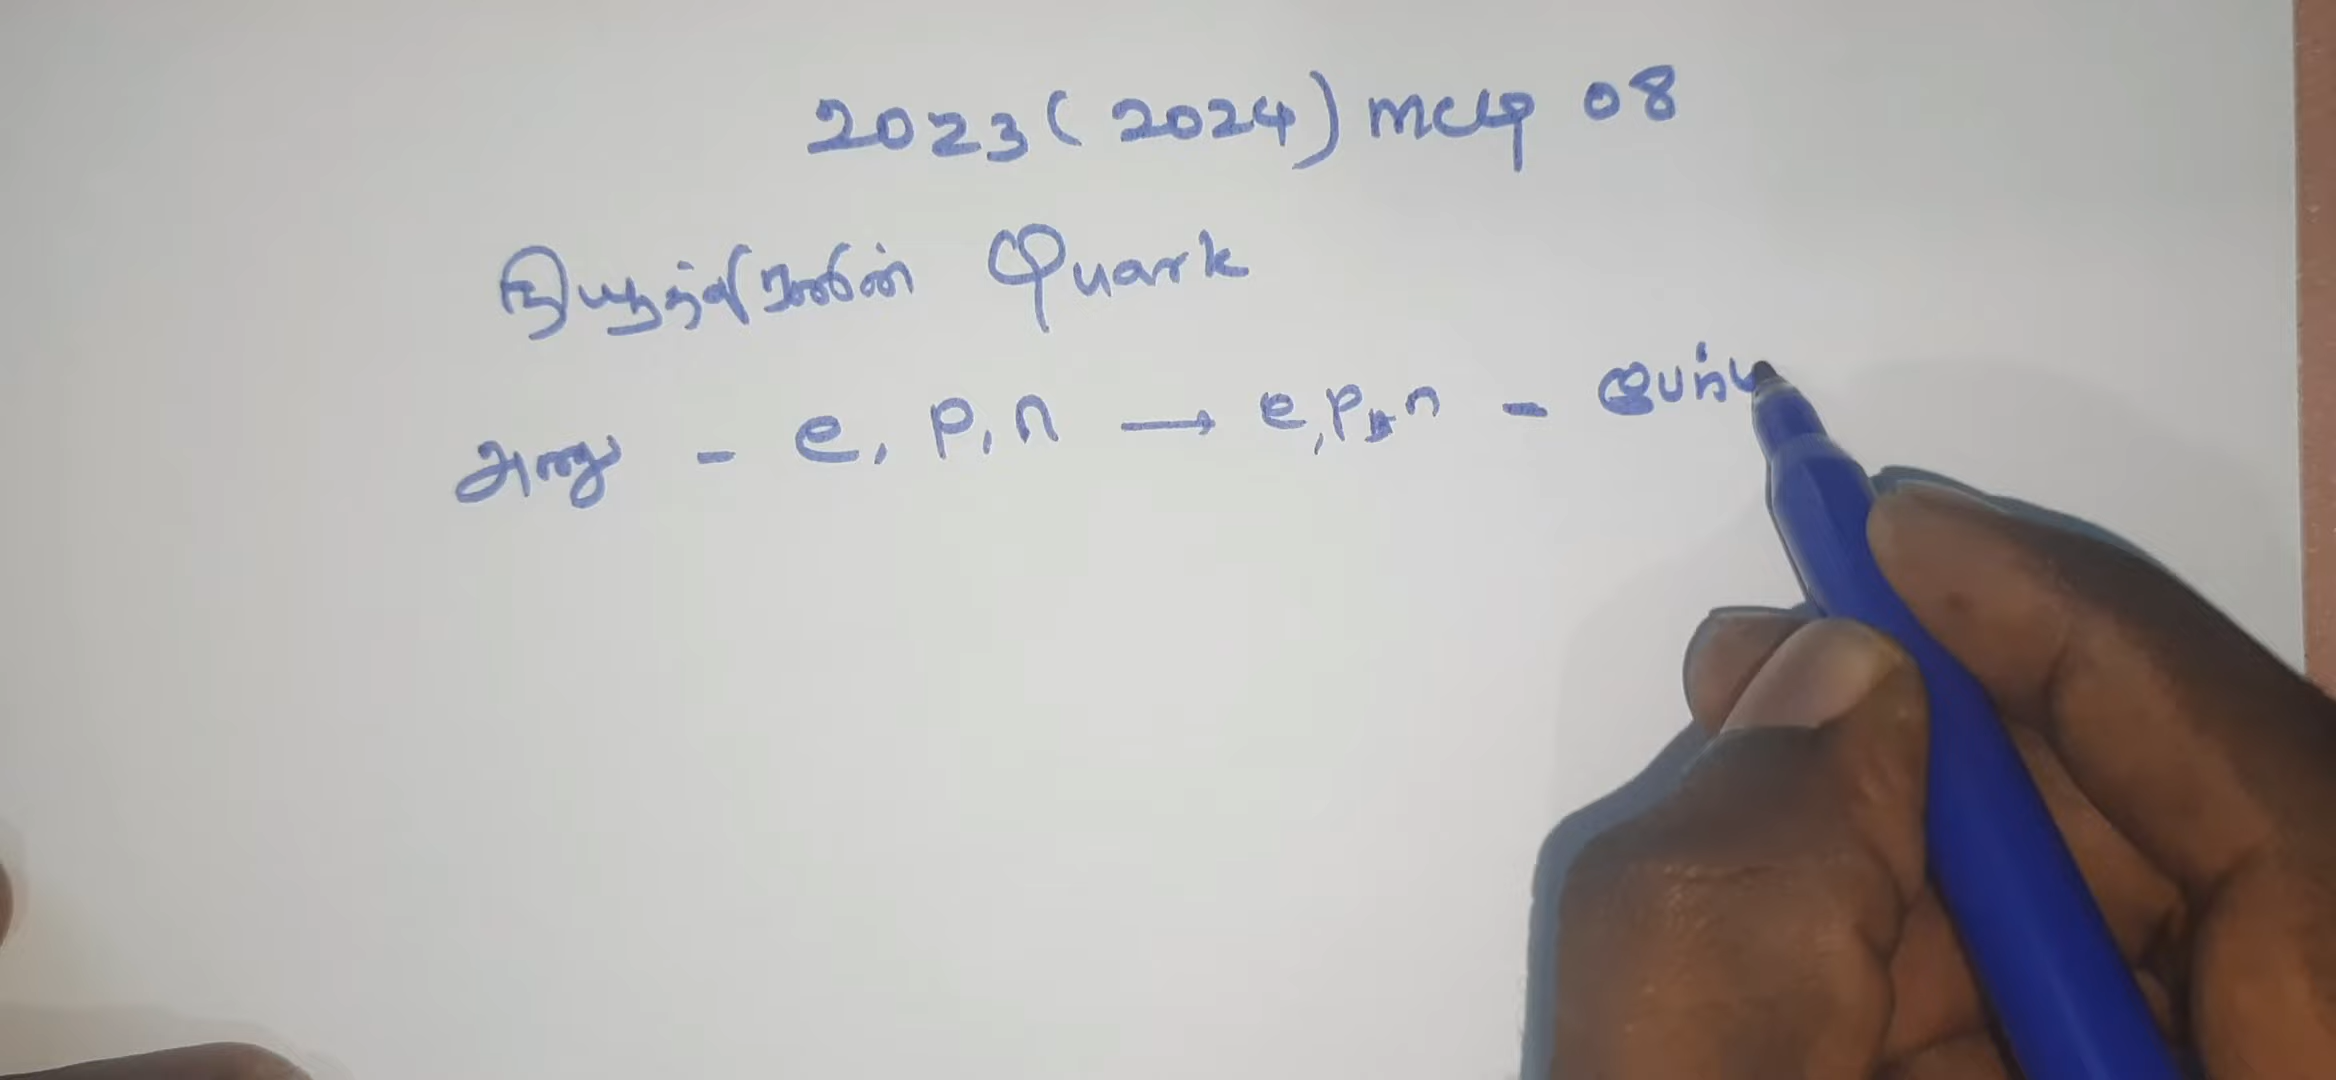 2023(2024) MCQ 08
நியூத்திரனின் Quark
அணு - e, P, n → e, P, n -